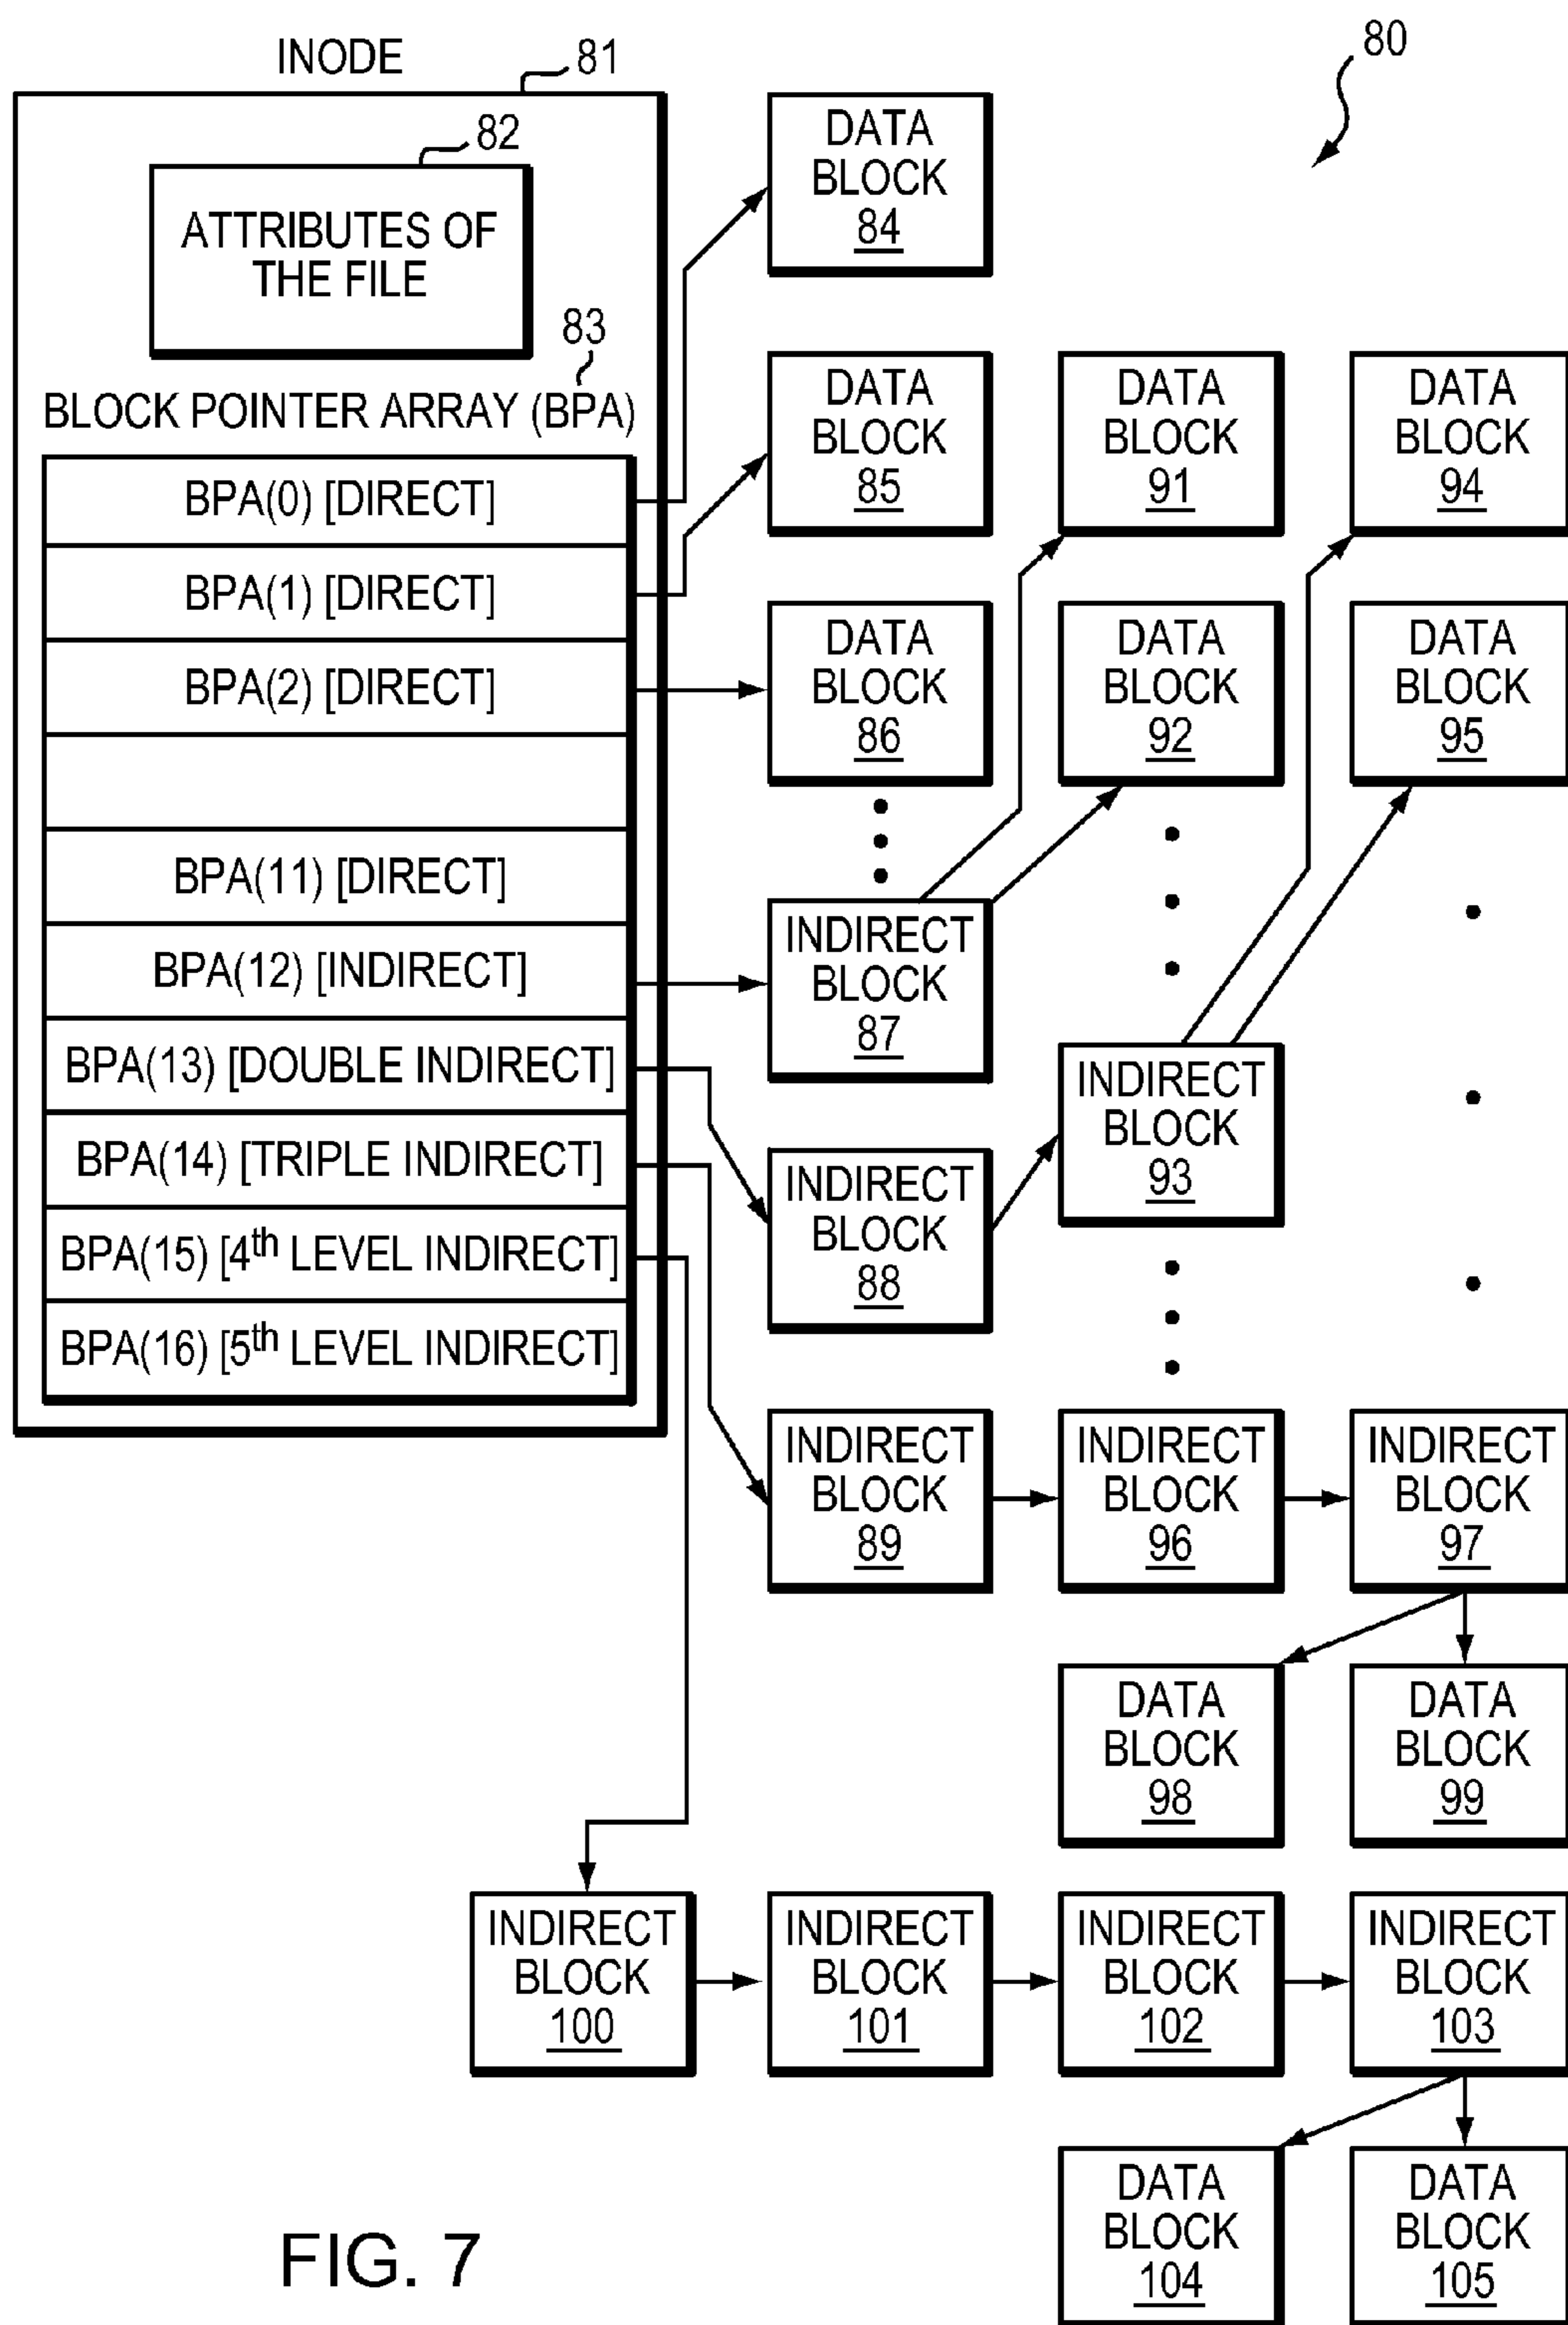 INODE
81
80
82
ATTRIBUTES OF
THE FILE
83
BLOCK POINTER ARRAY (BPA)
BPA(0) [DIRECT]
BPA(1) [DIRECT]
BPA(2) [DIRECT]
BPA(11) [DIRECT]
BPA(12) [INDIRECT]
BPA(13) [DOUBLE INDIRECT]
BPA(14) [TRIPLE INDIRECT]
BPA(15) [4th LEVEL INDIRECT]
BPA(16) [5th LEVEL INDIRECT]
DATA
BLOCK
84
DATA
BLOCK
85
DATA
BLOCK
91
DATA
BLOCK
94
DATA
BLOCK
86
DATA
BLOCK
92
DATA
BLOCK
95
INDIRECT
BLOCK
87
INDIRECT
BLOCK
93
INDIRECT
BLOCK
88
INDIRECT
BLOCK
89
INDIRECT
BLOCK
96
INDIRECT
BLOCK
97
DATA
BLOCK
98
DATA
BLOCK
99
INDIRECT
BLOCK
100
INDIRECT
BLOCK
101
INDIRECT
BLOCK
102
INDIRECT
BLOCK
103
DATA
BLOCK
104
DATA
BLOCK
105
FIG. 7